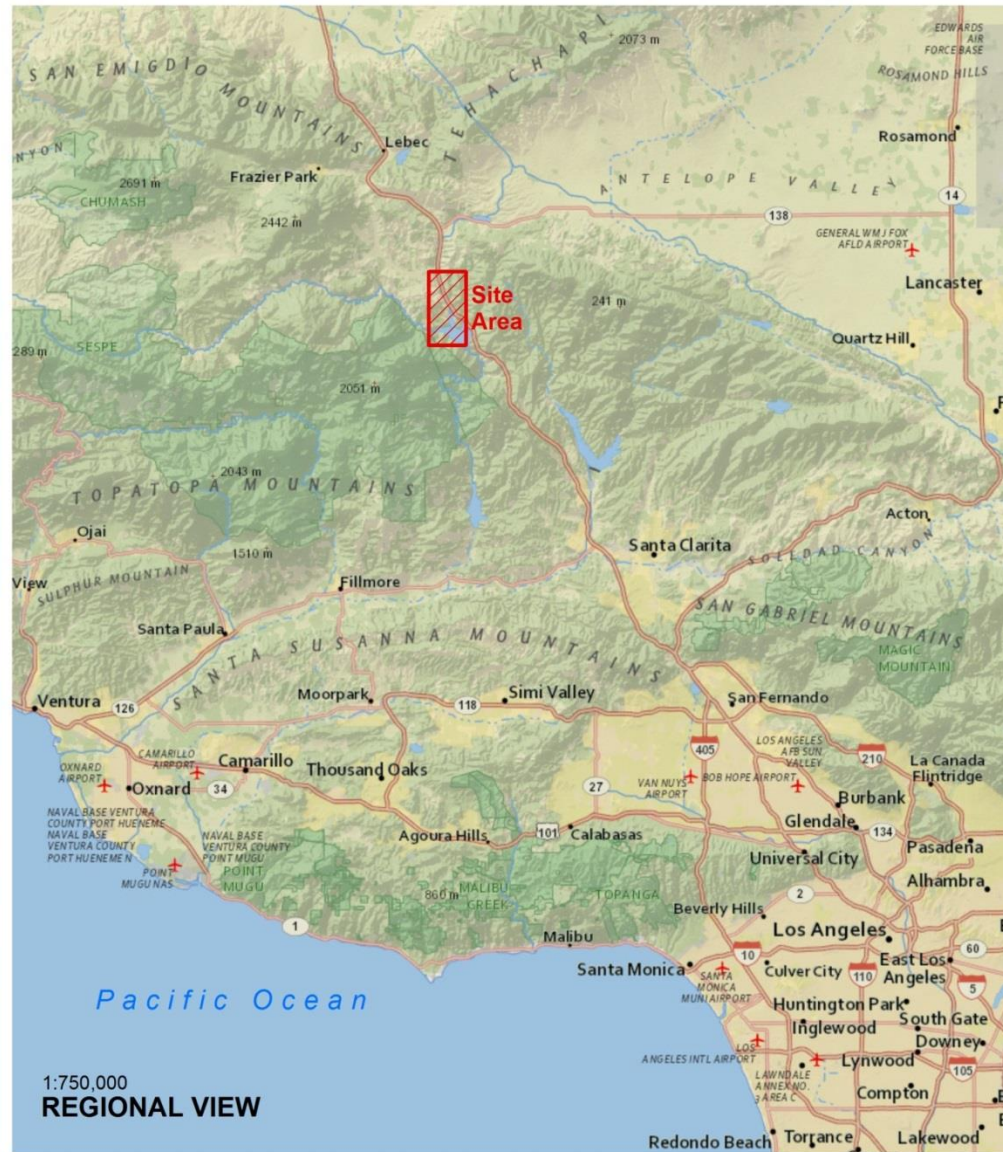 EDWARDS
AIR
FORCE BASE
2073 m
SAN EMIGDIO
MOUNTAINS
TEHACHAPI
ROSAMOND HILLS
Rosamond
Lebec
NYON
Frazier Park
2691 m
CHUMASH
ANTELOPE VALLEY
14
138
2442 m
GENERAL WM J FOX
AFLD AIRPORT
Lancaster
Site
Area
241 m
Quartz Hill
SESPE
289 m
2051 m
2043 m
TOPATOPA MOUNTAINS
Acton
Ojai
Santa Clarita
SOLEDAD CANYON
1510 m
View
SULPHUR MOUNTAIN
Fillmore
SAN GABRIEL MOUNTAINS
Santa Paula
SANTA SUSANNA MOUNTAINS
MAGIC
MOUNTAIN
Ventura
126
Moorpark
118
Simi Valley
San Fernando
405
LOS ANGELES
AFB SUN
VALLEY
210
La Canada
Flintridge
OXNARD
AIRPORT
CAMARILLO
AIRPORT
Camarillo
Thousand Oaks
Oxnard
34
27
VAN NUYS
AIRPORT
BOB HOPE AIRPORT
Burbank
NAVAL BASE VENTURA
COUNTY PORT HUENEME
NAVAL BASE
VENTURA COUNTY
PORT HUENEME N
NAVAL BASE
VENTURA COUNTY
POINT MUGU
Agoura Hills
101
Calabasas
Glendale
134
Pasadena
Universal City
POINT
MUGU NAS
POINT
MUGU
860 m
MALIBU
CREEK
TOPANGA
Alhambra
2
Beverly Hills
1
Malibu
Los Angeles
10
60
Santa Monica
SANTA
MONICA
MUNI AIRPORT
Culver City
110
East Los
Angeles
5
Pacific Ocean
Huntington Park
South Gate
Inglewood
Downey
LOS
ANGELES INTL AIRPORT
Lynwood
105
LAWNDALE
ANNEX NO.
3 AREA C
Compton
1:750,000
REGIONAL VIEW
Redondo Beach
Torrance
Lakewood